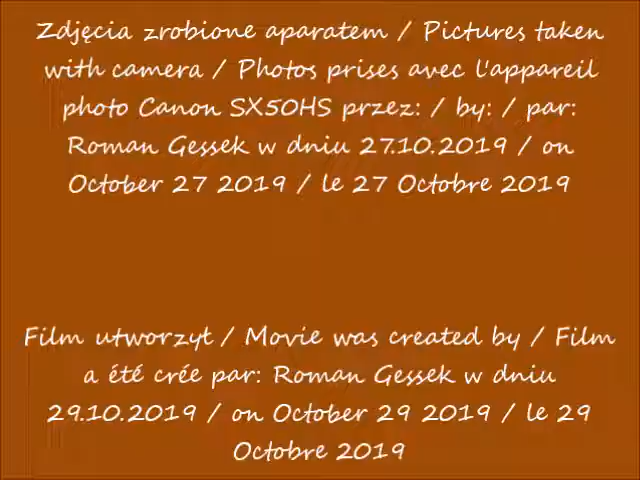 Zdjęcia zrobione aparatem / Pictures taken
with camera / Photos prises avec l'appareil
photo Canon SX50HS przez: / by: / par:
Roman Gessek w dniu 27.10.2019 / on
October 27 2019 / le 27 Octobre 2019
Film utworzył / Movie was created by / Film
a été crée par: Roman Gessek w dniu
29.10.2019 / on October 29 2019 / le 29
Octobre 2019